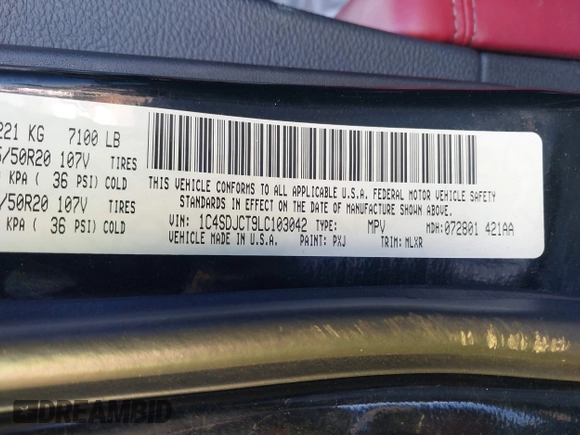 221 KG 7100 LB
/50R20 107V TIRES
KPA ( 36 PSI) COLD
/50R20 107V TIRES
KPA ( 36 PSI) COLD
THIS VEHICLE CONFORMS TO ALL APPLICABLE U.S.A. FEDERAL MOTOR VEHICLE SAFETY
STANDARDS IN EFFECT ON THE DATE OF MANUFACTURE SHOWN ABOVE.
VIN: 1C4SDJCT9LC103042 TYPE: MPV MDH: 072801 421AA
VEHICLE MADE IN U.S.A. PAINT: PXJ TRIM: MLXR
DREAMBID